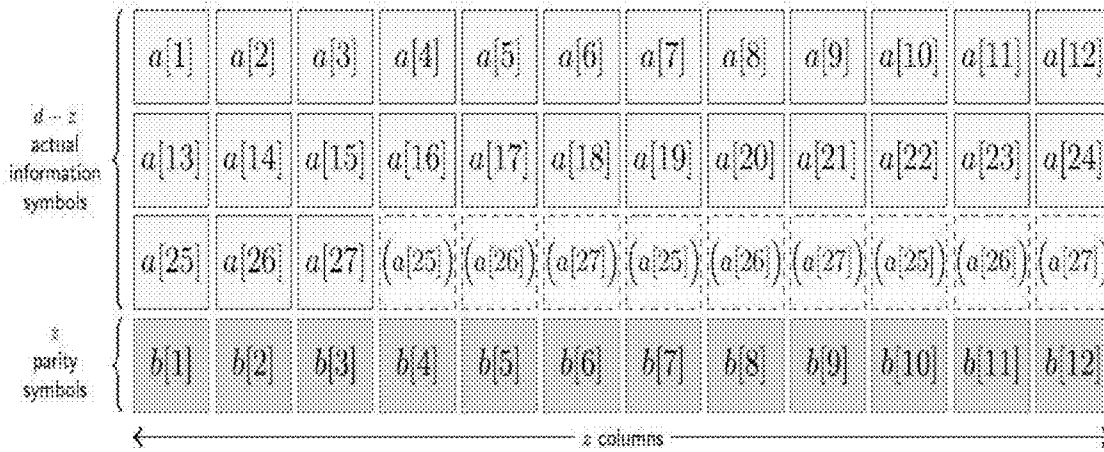 a[1] a[2] a[3] a[4] a[5] a[6] a[7] a[8] a[9] a[10] a[11] a[12]
d − z
actual
information
symbols
a[13] a[14] a[15] a[16] a[17] a[18] a[19] a[20] a[21] a[22] a[23] a[24]
a[25] a[26] a[27] (a[25]) (a[26]) (a[27]) (a[25]) (a[26]) (a[27]) (a[25]) (a[26]) (a[27])
z
parity
symbols
b[1] b[2] b[3] b[4] b[5] b[6] b[7] b[8] b[9] b[10] b[11] b[12]
z columns